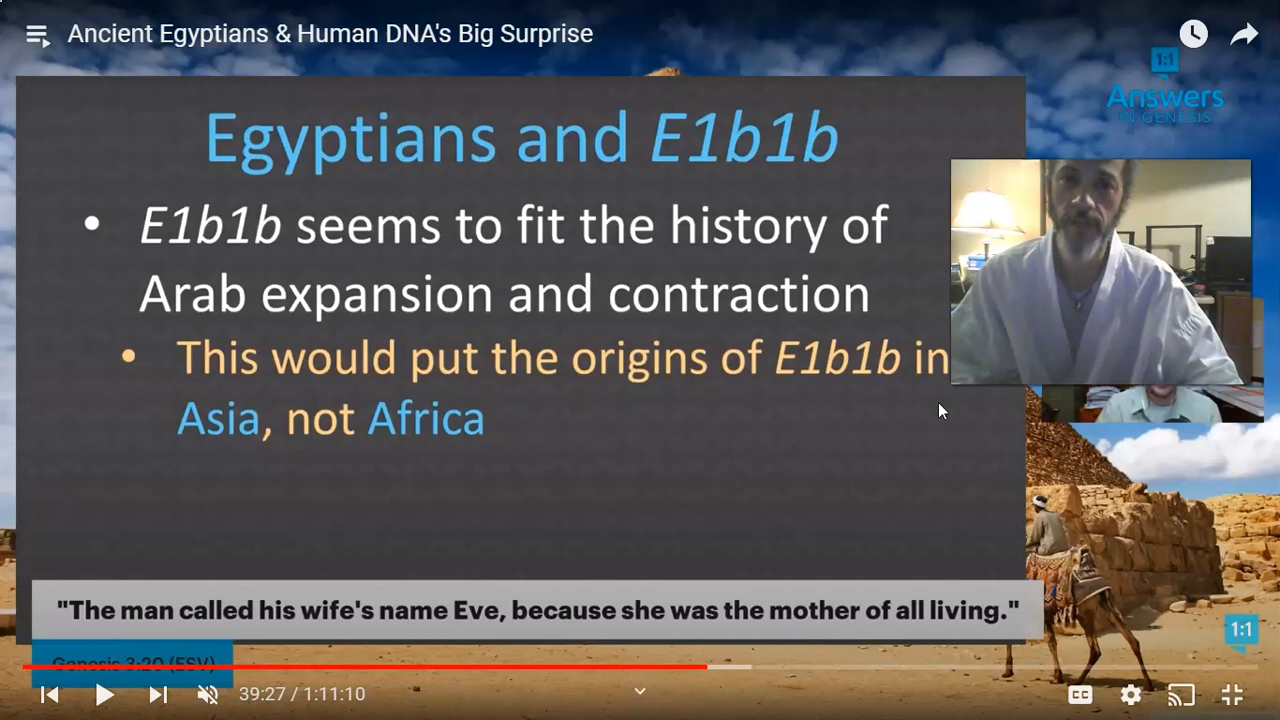 Ancient Egyptians & Human DNA's Big Surprise
1:1
Answers
IN GENESIS
Egyptians and E1b1b
• E1b1b seems to fit the history of
Arab expansion and contraction
• This would put the origins of E1b1b in
Asia, not Africa
"The man called his wife's name Eve, because she was the mother of all living."
1:1
Genesis 3:20 (ESV)
39:27 / 1:11:10
CC